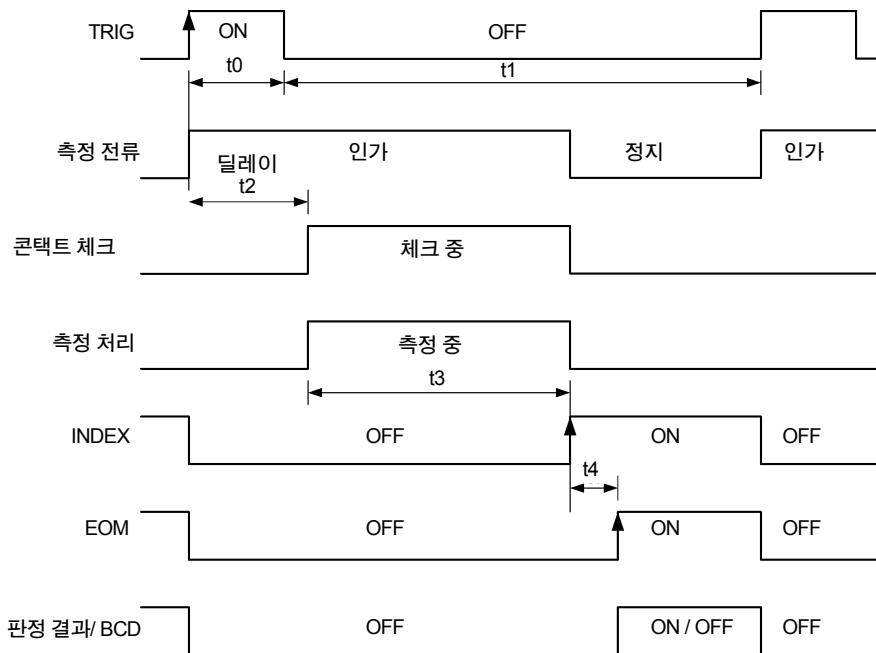 TRIG ON OFF
t0 t1
측정 전류 인가 정지 인가
딜레이
t2
콘택트 체크 체크 중
측정 처리 측정 중
t3
INDEX OFF ON OFF
t4
EOM OFF ON OFF
판정 결과/ BCD OFF ON / OFF OFF